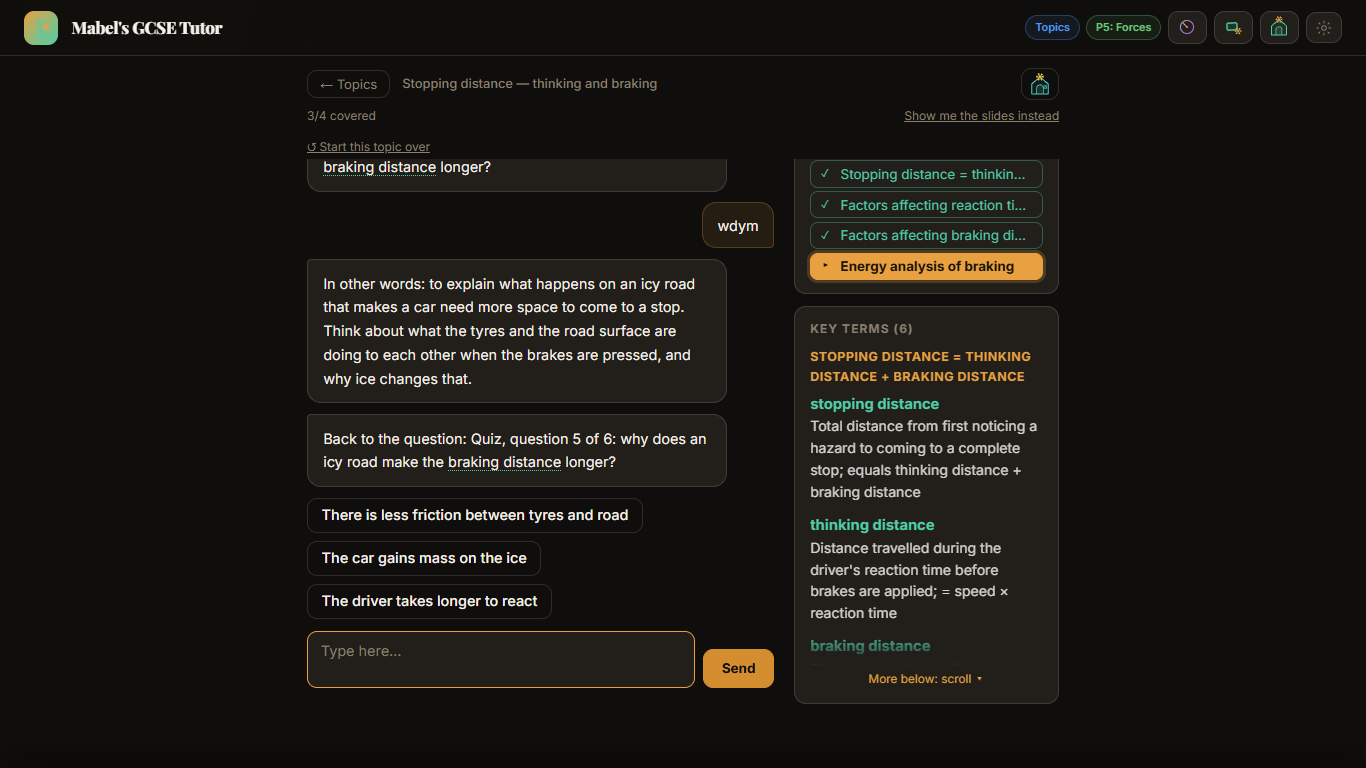 Mabel's GCSE Tutor
Topics
P5: Forces
← Topics
Stopping distance — thinking and braking
3/4 covered
Show me the slides instead
↺ Start this topic over
braking distance longer?
wdym
In other words: to explain what happens on an icy road
that makes a car need more space to come to a stop.
Think about what the tyres and the road surface are
doing to each other when the brakes are pressed, and
why ice changes that.
Back to the question: Quiz, question 5 of 6: why does an
icy road make the braking distance longer?
There is less friction between tyres and road
The car gains mass on the ice
The driver takes longer to react
Type here...
Send
✓ Stopping distance = thinkin...
✓ Factors affecting reaction ti...
✓ Factors affecting braking di...
‣ Energy analysis of braking
KEY TERMS (6)
STOPPING DISTANCE = THINKING
DISTANCE + BRAKING DISTANCE
stopping distance
Total distance from first noticing a
hazard to coming to a complete
stop; equals thinking distance +
braking distance
thinking distance
Distance travelled during the
driver's reaction time before
brakes are applied; = speed ×
reaction time
braking distance
More below: scroll ▾